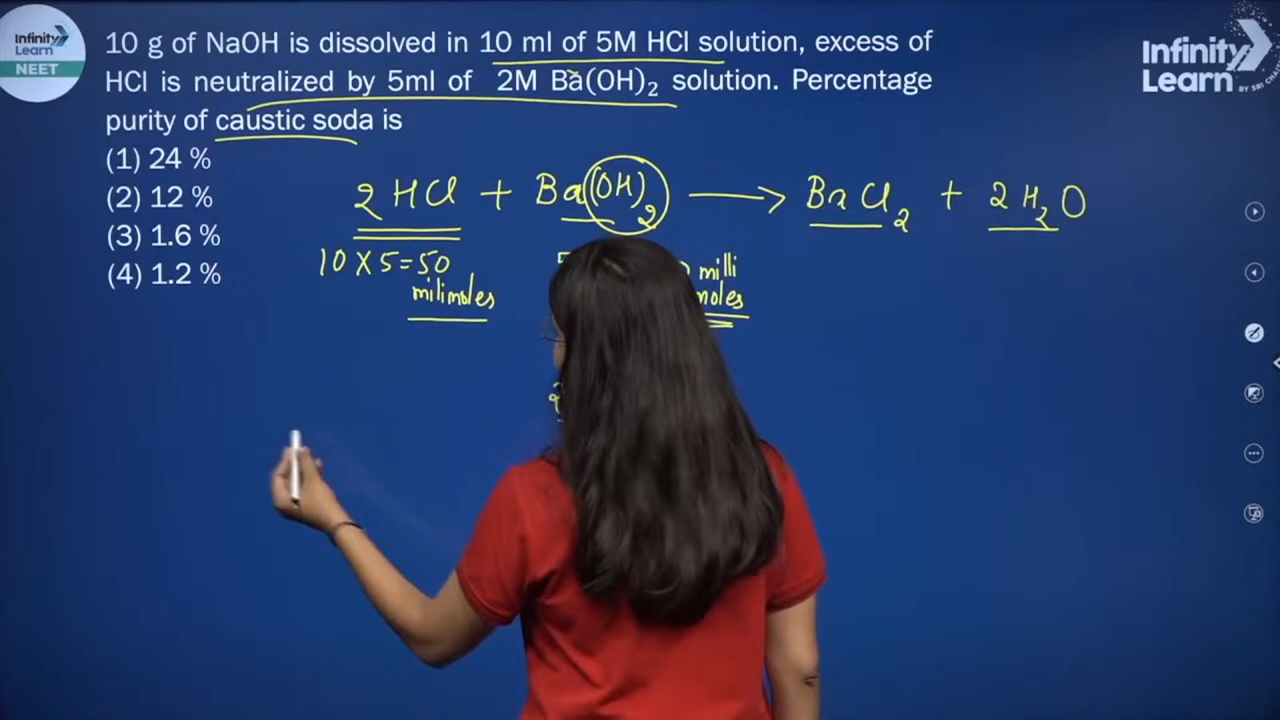 Infinity
Learn
NEET
10 g of NaOH is dissolved in 10 ml of 5M HCl solution, excess of
HCl is neutralized by 5ml of 2M Ba(OH)₂ solution. Percentage
purity of caustic soda is
(1) 24 %
(2) 12 %
(3) 1.6 %
(4) 1.2 %
Infinity
Learn
2 HCl + Ba(OH)₂ → BaCl₂ + 2 H₂O
10 X 5 = 50 milli
milimoles moles